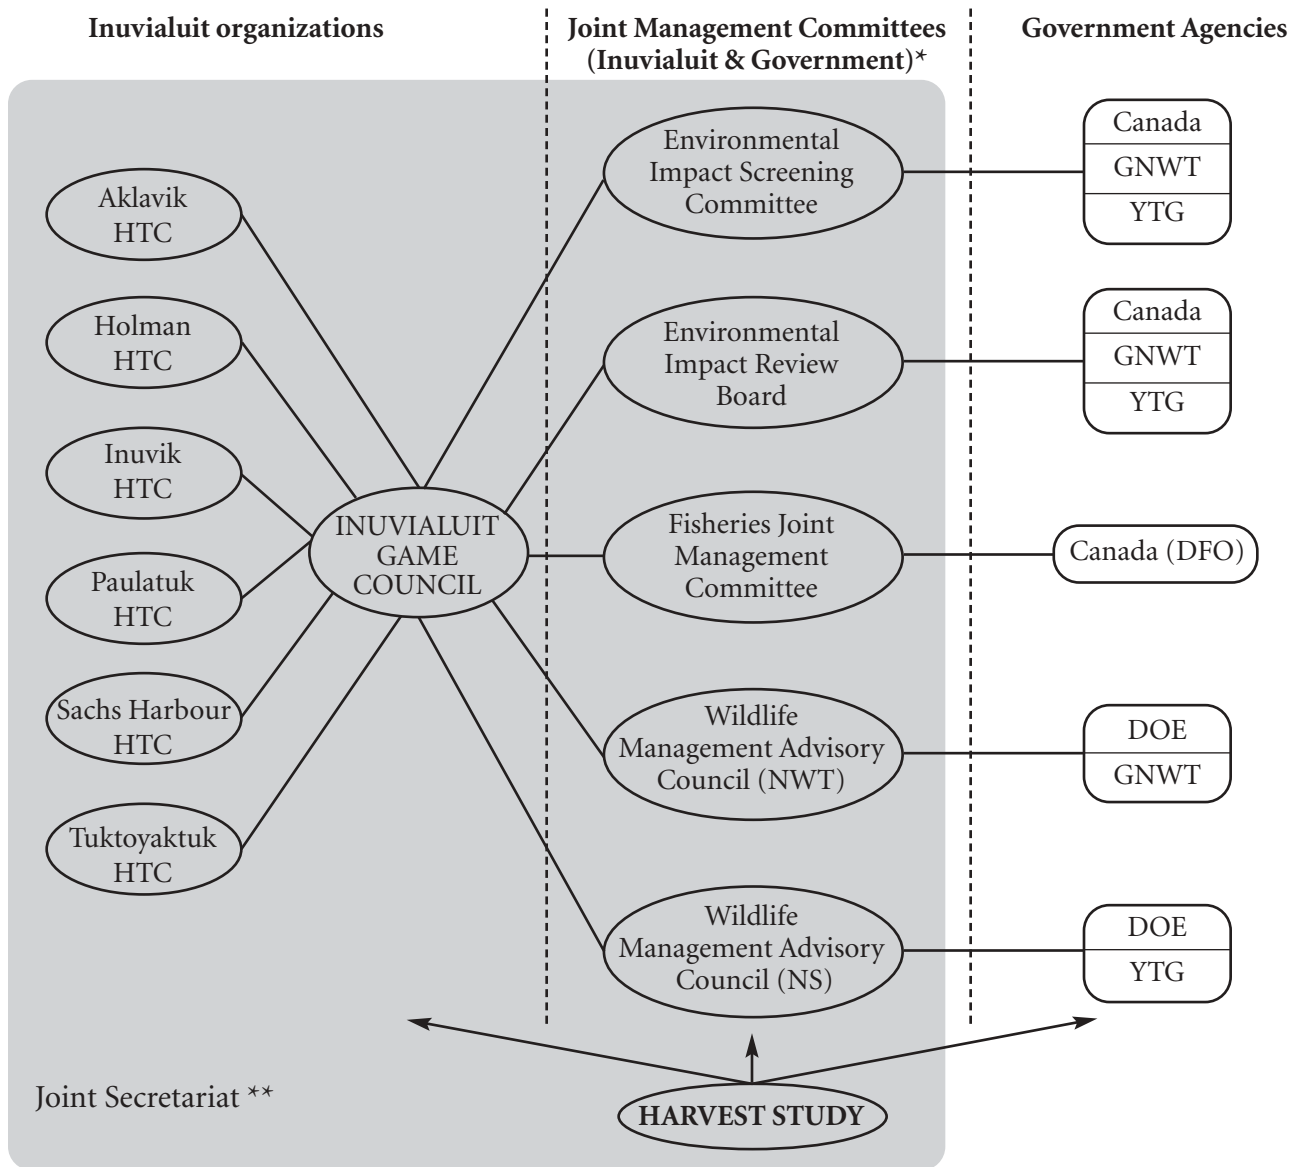 Inuvialuit organizations
Joint Management Committees
(Inuvialuit & Government)*
Government Agencies
Aklavik
HTC
Holman
HTC
Inuvik
HTC
Paulatuk
HTC
Sachs Harbour
HTC
Tuktoyaktuk
HTC
INUVIALUIT
GAME
COUNCIL
Environmental
Impact Screening
Committee
Environmental
Impact Review
Board
Fisheries Joint
Management
Committee
Wildlife
Management Advisory
Council (NWT)
Wildlife
Management Advisory
Council (NS)
Canada
GNWT
YTG
Canada
GNWT
YTG
Canada (DFO)
DOE
GNWT
DOE
YTG
Joint Secretariat **
HARVEST STUDY